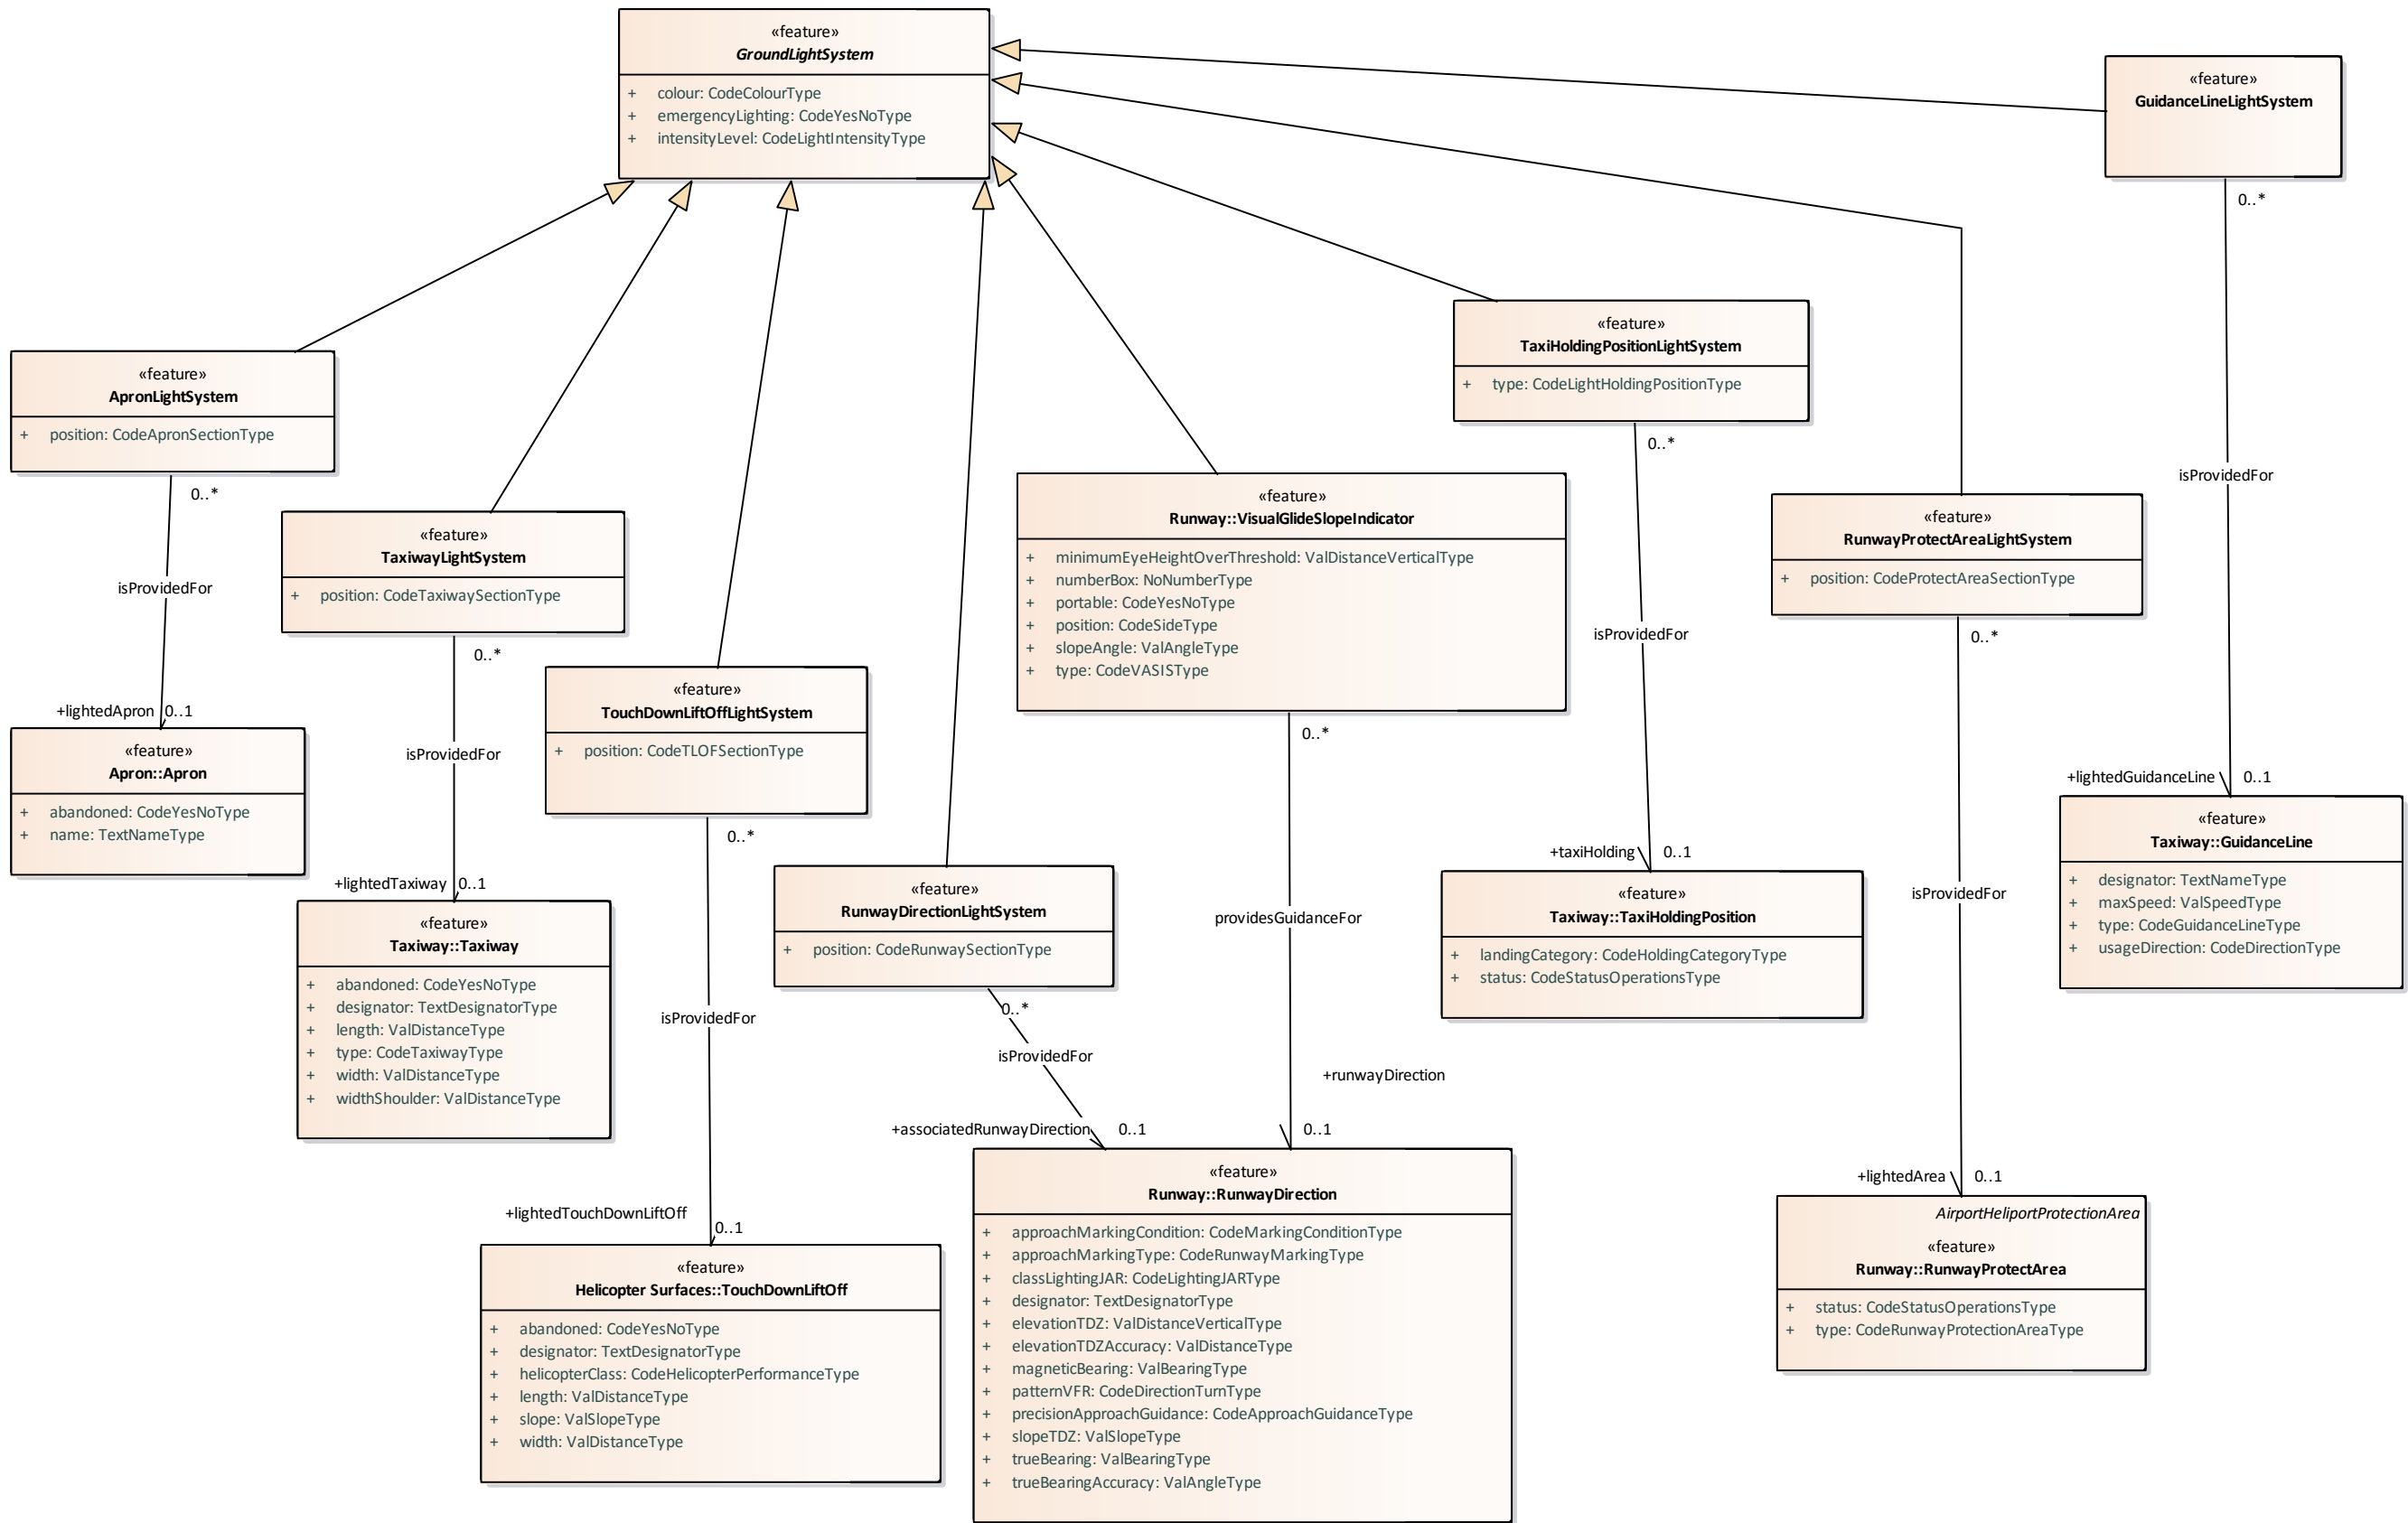 «feature»
GroundLightSystem
+ colour: CodeColourType
+ emergencyLighting: CodeYesNoType
+ intensityLevel: CodeLightIntensityType
«feature»
GuidanceLineLightSystem
0..*
isProvidedFor
+lightedGuidanceLine
0..1
«feature»
Taxiway::GuidanceLine
+ designator: TextNameType
+ maxSpeed: ValSpeedType
+ type: CodeGuidanceLineType
+ usageDirection: CodeDirectionType
«feature»
ApronLightSystem
+ position: CodeApronSectionType
0..*
isProvidedFor
+lightedApron
0..1
«feature»
Apron::Apron
+ abandoned: CodeYesNoType
+ name: TextNameType
«feature»
TaxiwayLightSystem
+ position: CodeTaxiwaySectionType
0..*
isProvidedFor
+lightedTaxiway
0..1
«feature»
Taxiway::Taxiway
+ abandoned: CodeYesNoType
+ designator: TextDesignatorType
+ length: ValDistanceType
+ type: CodeTaxiwayType
+ width: ValDistanceType
+ widthShoulder: ValDistanceType
«feature»
TouchDownLiftOffLightSystem
+ position: CodeTLOFSectionType
0..*
isProvidedFor
+lightedTouchDownLiftOff
0..1
«feature»
Helicopter Surfaces::TouchDownLiftOff
+ abandoned: CodeYesNoType
+ designator: TextDesignatorType
+ helicopterClass: CodeHelicopterPerformanceType
+ length: ValDistanceType
+ slope: ValSlopeType
+ width: ValDistanceType
«feature»
RunwayDirectionLightSystem
+ position: CodeRunwaySectionType
0..*
isProvidedFor
+associatedRunwayDirection
0..1
«feature»
Runway::VisualGlideSlopeIndicator
+ minimumEyeHeightOverThreshold: ValDistanceVerticalType
+ numberBox: NoNumberType
+ portable: CodeYesNoType
+ position: CodeSideType
+ slopeAngle: ValAngleType
+ type: CodeVASISType
0..*
providesGuidanceFor
+runwayDirection
0..1
«feature»
Runway::RunwayDirection
+ approachMarkingCondition: CodeMarkingConditionType
+ approachMarkingType: CodeRunwayMarkingType
+ classLightingJAR: CodeLightingJARType
+ designator: TextDesignatorType
+ elevationTDZ: ValDistanceVerticalType
+ elevationTDZAccuracy: ValDistanceType
+ magneticBearing: ValBearingType
+ patternVFR: CodeDirectionTurnType
+ precisionApproachGuidance: CodeApproachGuidanceType
+ slopeTDZ: ValSlopeType
+ trueBearing: ValBearingType
+ trueBearingAccuracy: ValAngleType
«feature»
TaxiHoldingPositionLightSystem
+ type: CodeLightHoldingPositionType
0..*
isProvidedFor
+taxiHolding
0..1
«feature»
Taxiway::TaxiHoldingPosition
+ landingCategory: CodeHoldingCategoryType
+ status: CodeStatusOperationsType
«feature»
RunwayProtectAreaLightSystem
+ position: CodeProtectAreaSectionType
0..*
isProvidedFor
+lightedArea
0..1
AirportHeliportProtectionArea
«feature»
Runway::RunwayProtectArea
+ status: CodeStatusOperationsType
+ type: CodeRunwayProtectionAreaType